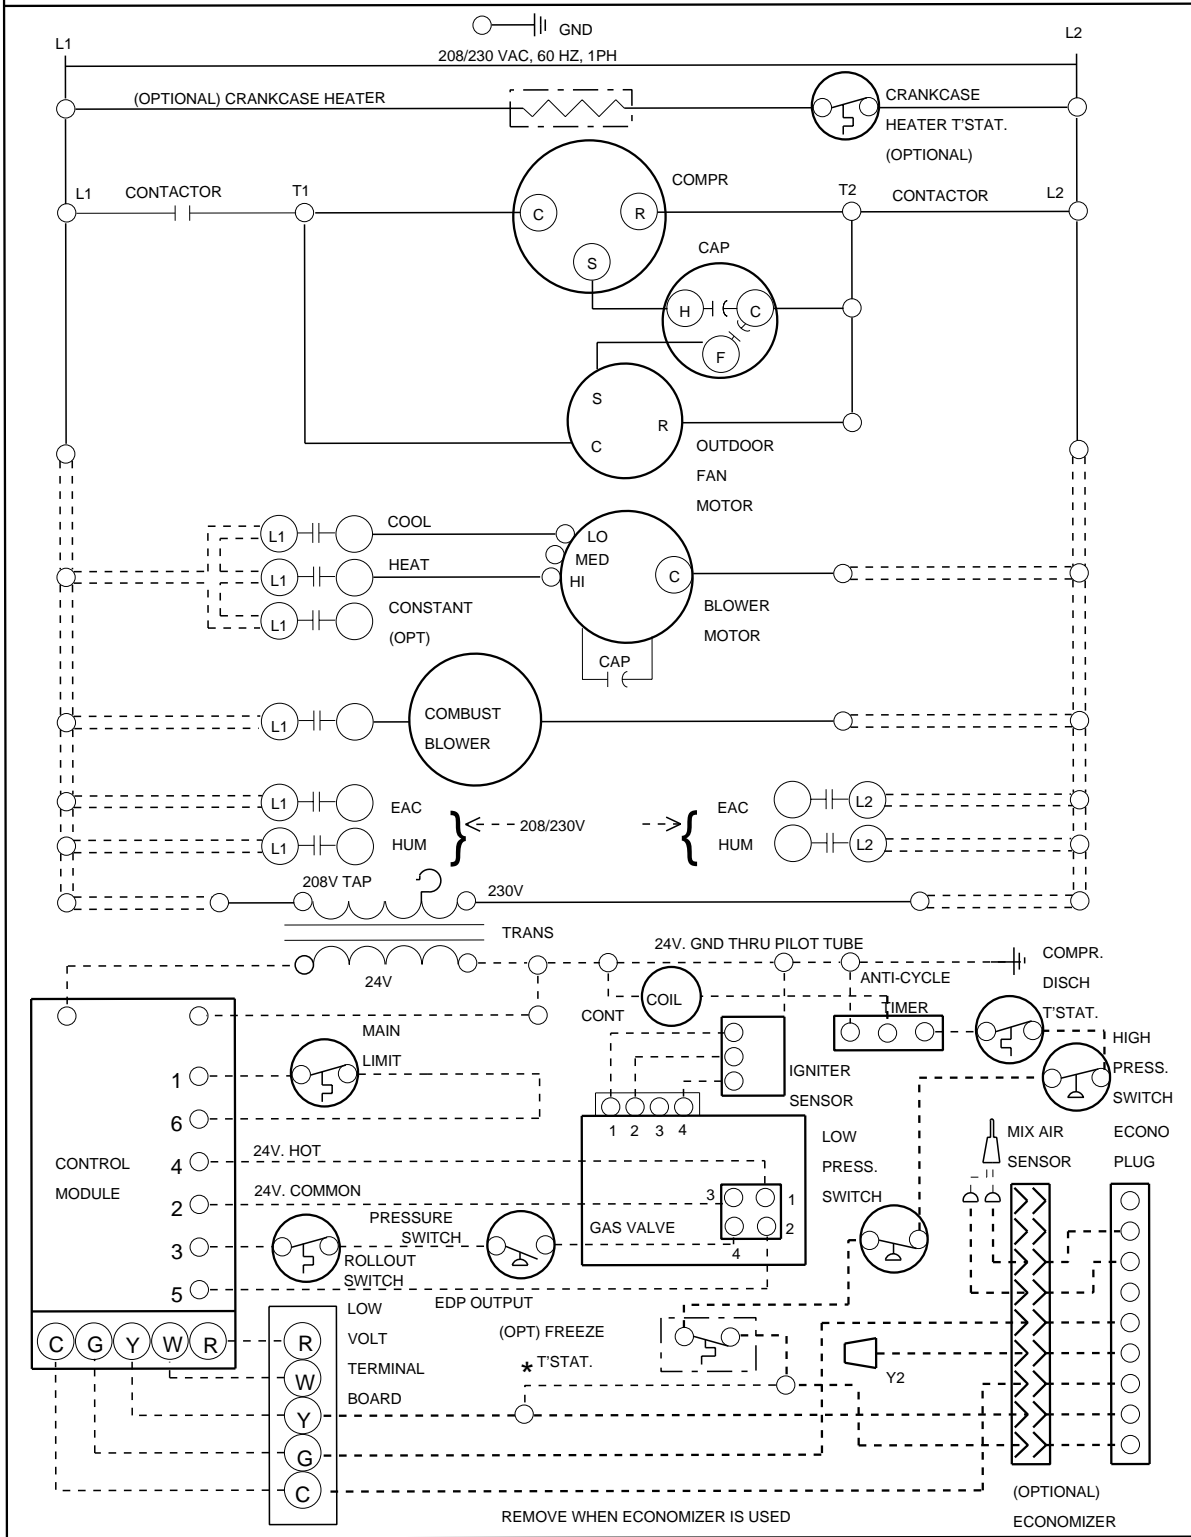 GND
L1
L2
208/230 VAC, 60 HZ, 1PH
(OPTIONAL) CRANKCASE HEATER
CRANKCASE
HEATER T'STAT.
(OPTIONAL)
L1
CONTACTOR
T1
COMPR
T2
CONTACTOR
L2
C
R
S
CAP
H
C
F
S
R
C
OUTDOOR
FAN
MOTOR
L1
COOL
LO
MED
L1
HEAT
HI
C
L1
CONSTANT
(OPT)
BLOWER
MOTOR
CAP
L1
COMBUST
BLOWER
L1
EAC
208/230V
EAC
L2
L1
HUM
HUM
L2
208V TAP
230V
TRANS
24V
24V. GND THRU PILOT TUBE
COMPR.
DISCH
T'STAT.
ANTI-CYCLE
TIMER
COIL
CONT
MAIN
LIMIT
IGNITER
SENSOR
HIGH
PRESS.
SWITCH
1
6
4
2
3
5
CONTROL
MODULE
24V. HOT
24V. COMMON
1 2 3 4
LOW
PRESS.
SWITCH
MIX AIR
SENSOR
ECONO
PLUG
3
1
GAS VALVE
2
4
PRESSURE
SWITCH
ROLLOUT
SWITCH
EDP OUTPUT
C G Y W R
LOW
VOLT
TERMINAL
BOARD
R
W
Y
G
C
(OPT) FREEZE
* T'STAT.
Y2
REMOVE WHEN ECONOMIZER IS USED
(OPTIONAL)
ECONOMIZER